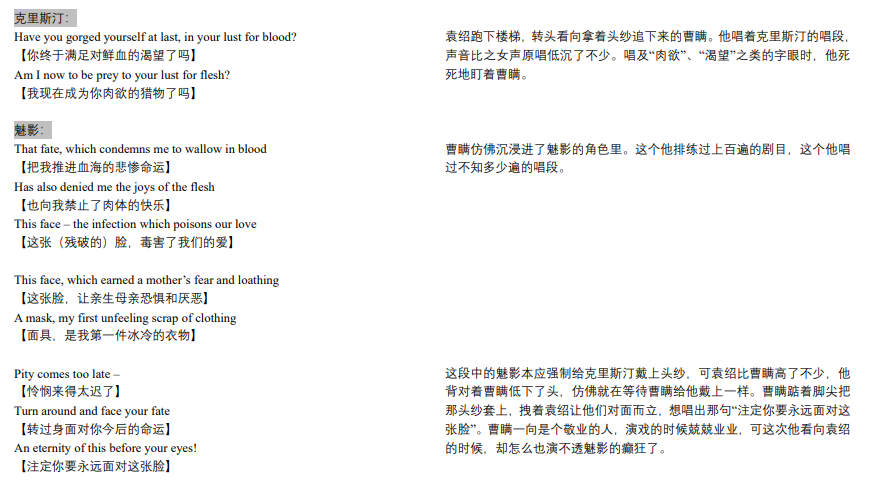 克里斯汀：
Have you gorged yourself at last, in your lust for blood?
【你终于满足对鲜血的渴望了吗】
Am I now to be prey to your lust for flesh?
【我现在成为你肉欲的猎物了吗】
袁绍跑下楼梯，转头看向拿着头纱追下来的曹瞒。他唱着克里斯汀的唱段，
声音比之女声原唱低沉了不少。唱及“肉欲”、“渴望”之类的字眼时，他死
死地盯着曹瞒。
魅影：
That fate, which condemns me to wallow in blood
【把我推进血海的悲惨命运】
Has also denied me the joys of the flesh
【也向我禁止了肉体的快乐】
This face – the infection which poisons our love
【这张（残破的）脸，毒害了我们的爱】
曹瞒仿佛沉浸进了魅影的角色里。这个他排练过上百遍的剧目，这个他唱
过不知多少遍的唱段。
This face, which earned a mother’s fear and loathing
【这张脸，让亲生母亲恐惧和厌恶】
A mask, my first unfeeling scrap of clothing
【面具，是我第一件冰冷的衣物】
Pity comes too late –
【怜悯来得太迟了】
Turn around and face your fate
【转过身面对你今后的命运】
An eternity of this before your eyes!
【注定你要永远面对这张脸】
这段中的魅影本应强制给克里斯汀戴上头纱，可袁绍比曹瞒高了不少，他
背对着曹瞒低下了头，仿佛就在等待曹瞒给他戴上一样。曹瞒踮着脚尖把
那头纱套上，拽着袁绍让他们对面而立，想唱出那句“注定你要永远面对这
张脸”。曹瞒一向是个敬业的人，演戏的时候兢兢业业，可这次他看向袁绍
的时候，却怎么也演不透魅影的癫狂了。